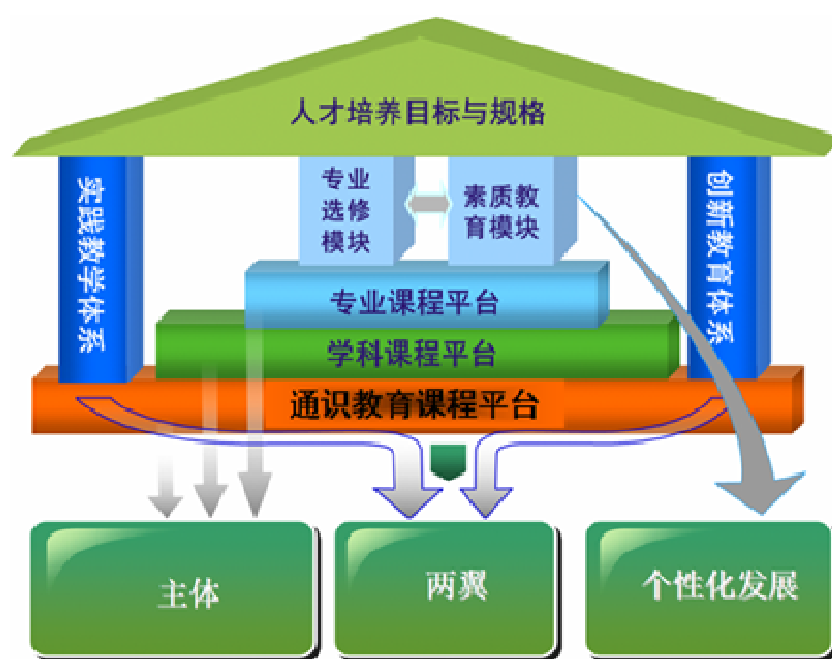 人才培养目标与规格
实践教学体系
专业
选修
模块
素质教
育模块
创新教育体系
专业课程平台
学科课程平台
通识教育课程平台
主体
两翼
个性化发展